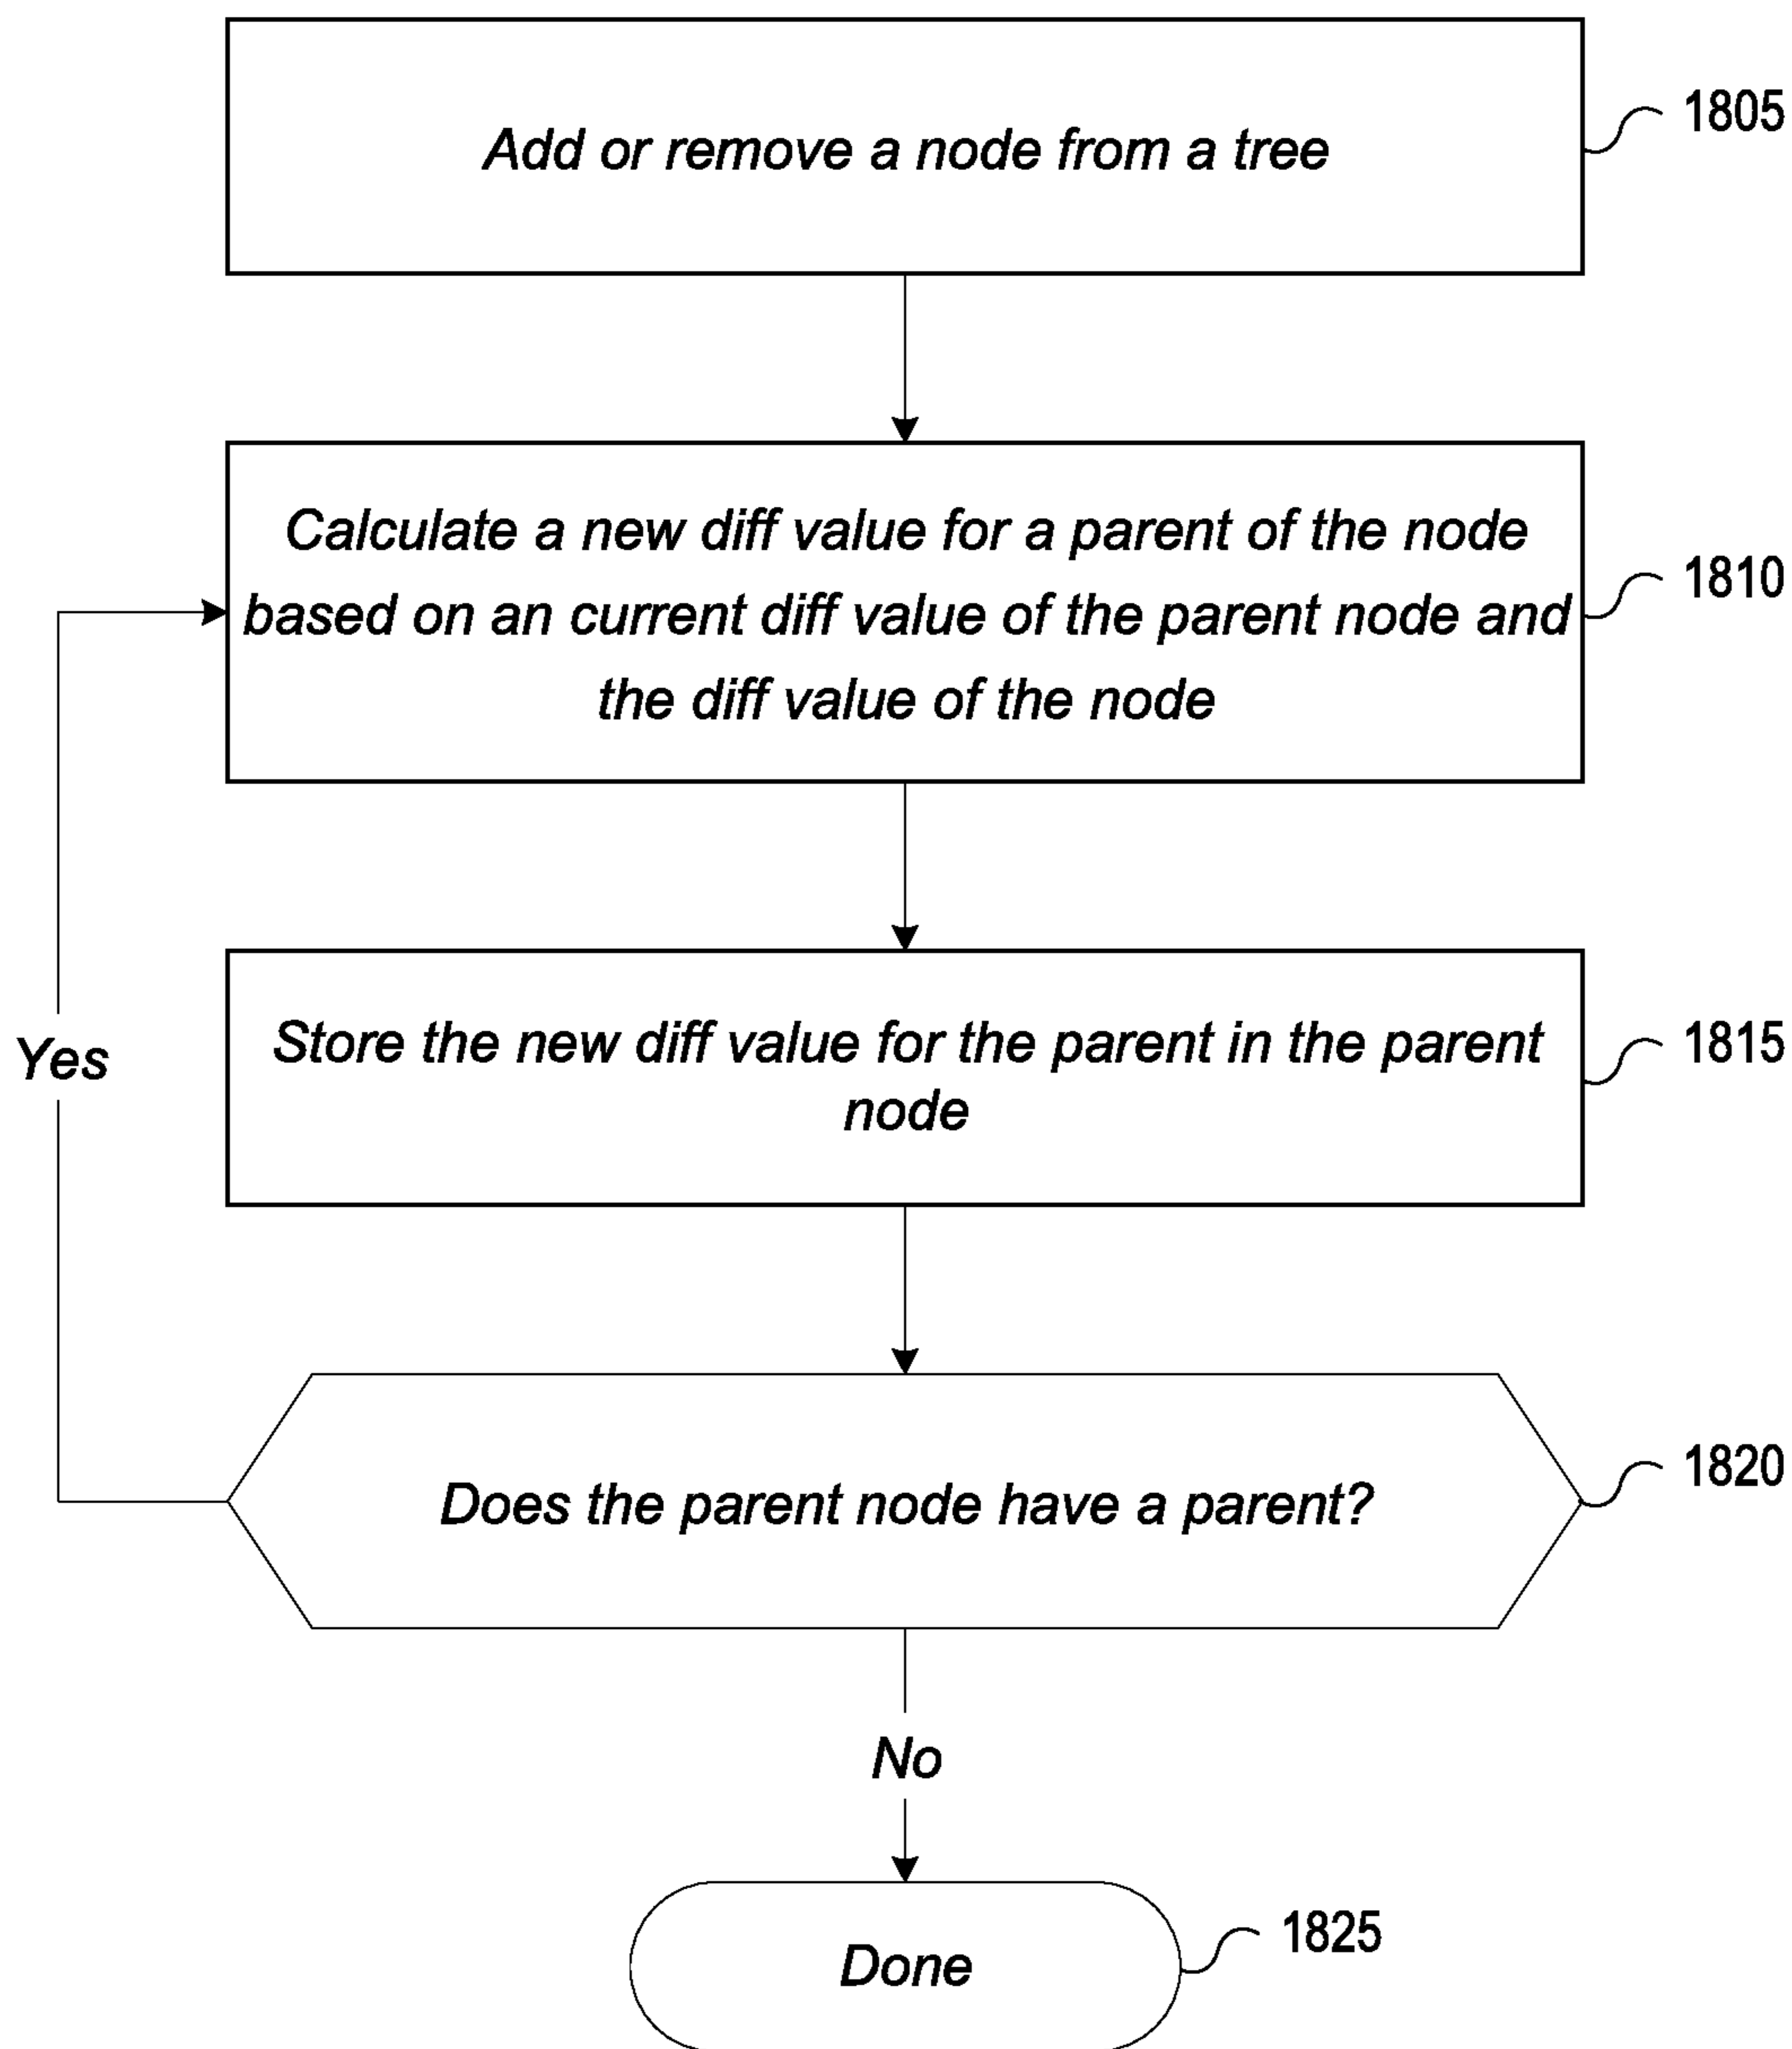 Add or remove a node from a tree
1805
Calculate a new diff value for a parent of the node
based on an current diff value of the parent node and
the diff value of the node
1810
Store the new diff value for the parent in the parent
node
1815
Yes
Does the parent node have a parent?
1820
No
Done
1825